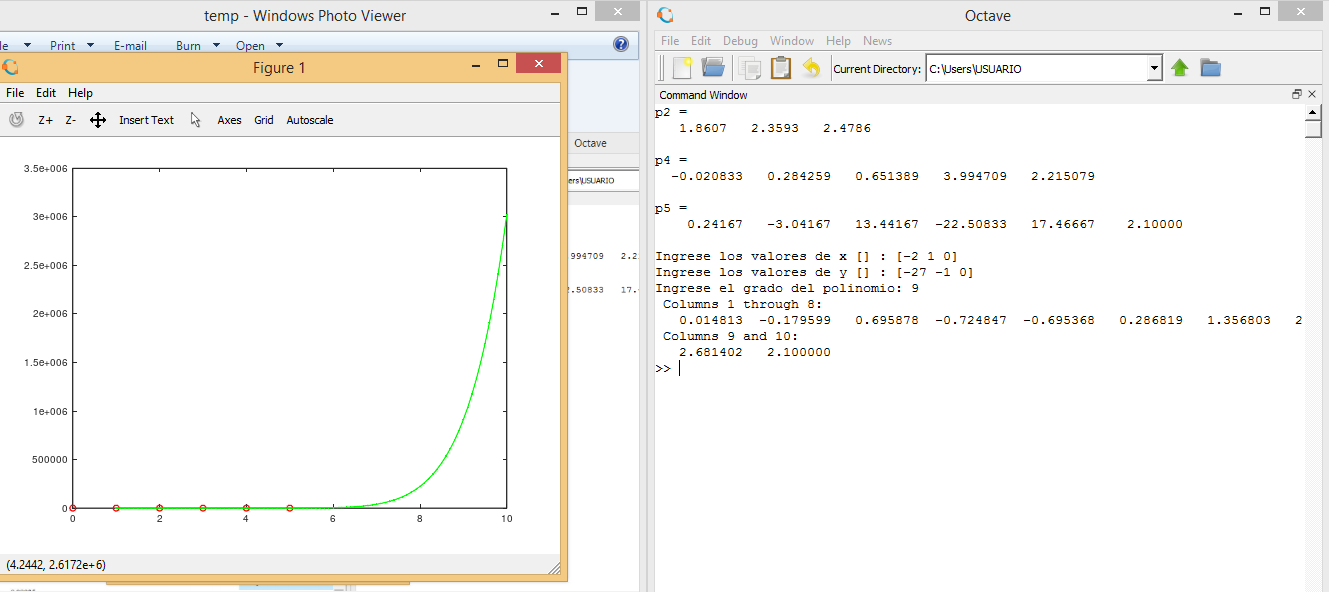 temp - Windows Photo Viewer
Print E-mail Burn Open
Figure 1
File Edit Help
Z+ Z- Insert Text Axes Grid Autoscale
3.5e+006
3e+006
2.5e+006
2e+006
1.5e+006
1e+006
500000
0
0 2 4 6 8 10
(4.2442, 2.6172e+6)
Octave
ers\USUARIO
994709 2.2
2.50833 17.
Octave
File Edit Debug Window Help News
Current Directory: C:\Users\USUARIO
Command Window
p2 =
1.8607 2.3593 2.4786
p4 =
-0.020833 0.284259 0.651389 3.994709 2.215079
p5 =
0.24167 -3.04167 13.44167 -22.50833 17.46667 2.10000
Ingrese los valores de x [] : [-2 1 0]
Ingrese los valores de y [] : [-27 -1 0]
Ingrese el grado del polinomio: 9
Columns 1 through 8:
0.014813 -0.179599 0.695878 -0.724847 -0.695368 0.286819 1.356803 2
Columns 9 and 10:
2.681402 2.100000
>>